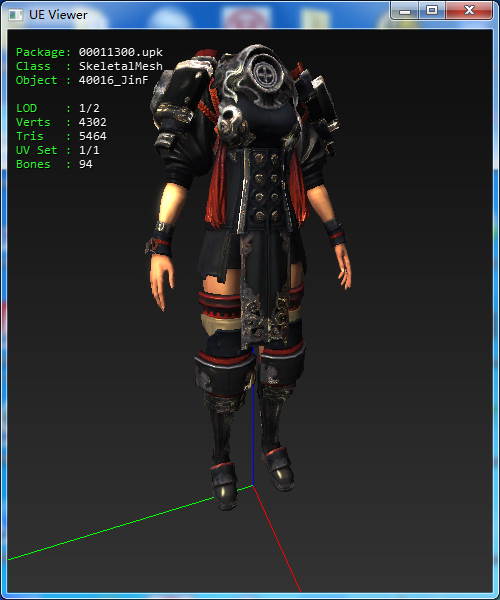 UE Viewer
Package: 00011300.upk
Class : SkeletalMesh
Object : 40016_JinF
LOD : 1/2
Verts : 4302
Tris : 5464
UV Set : 1/1
Bones : 94